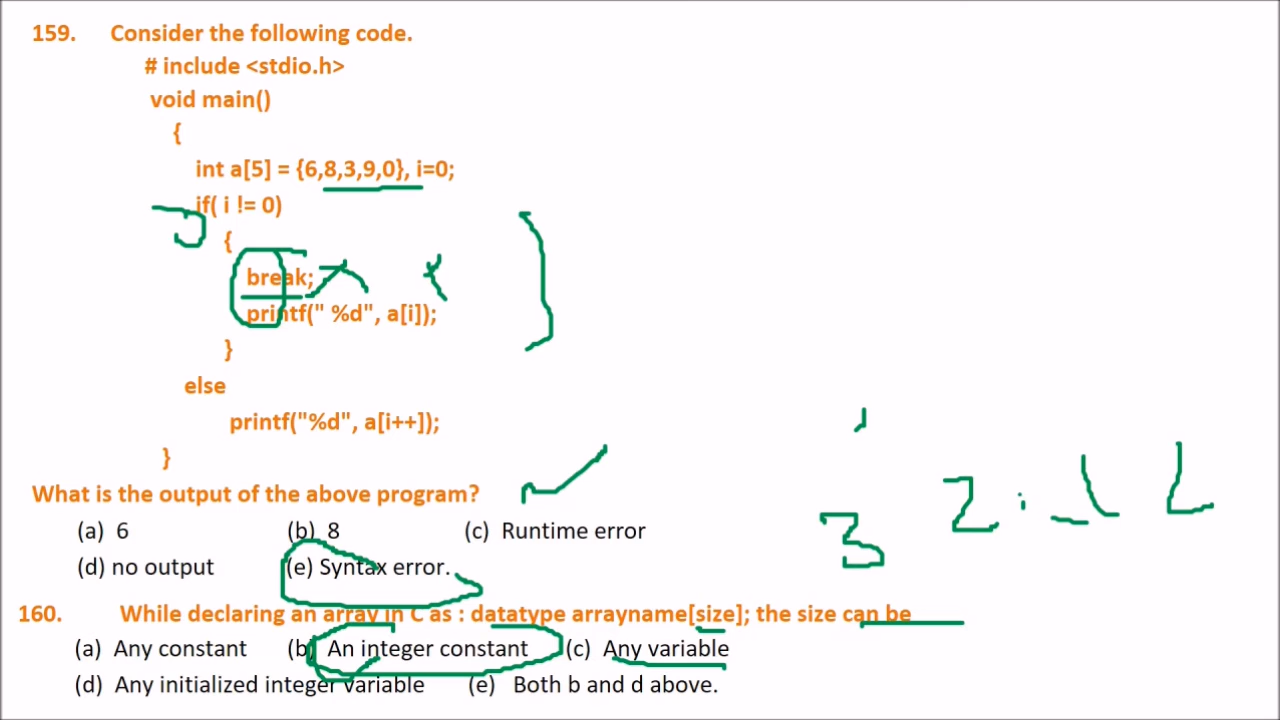 159. Consider the following code.
# include <stdio.h>
void main()
{
int a[5] = {6,8,3,9,0}, i=0;
if( i != 0)
{
break;
printf(" %d", a[i]);
}
else
printf("%d", a[i++]);
}
What is the output of the above program?
(a) 6 (b) 8 (c) Runtime error
(d) no output (e) Syntax error.
160. While declaring an array in C as : datatype arrayname[size]; the size can be
(a) Any constant (b) An integer constant (c) Any variable
(d) Any initialized integer variable (e) Both b and d above.